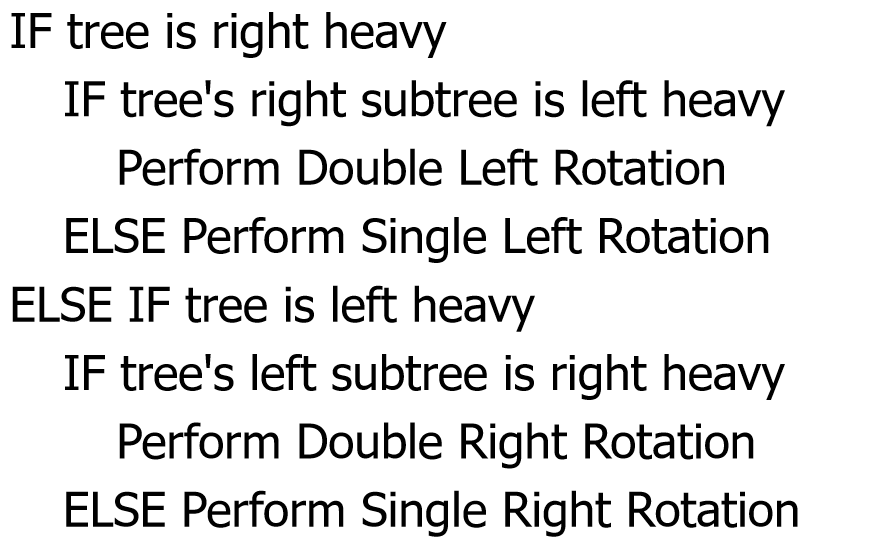 IF tree is right heavy
IF tree's right subtree is left heavy
Perform Double Left Rotation
ELSE Perform Single Left Rotation
ELSE IF tree is left heavy
IF tree's left subtree is right heavy
Perform Double Right Rotation
ELSE Perform Single Right Rotation